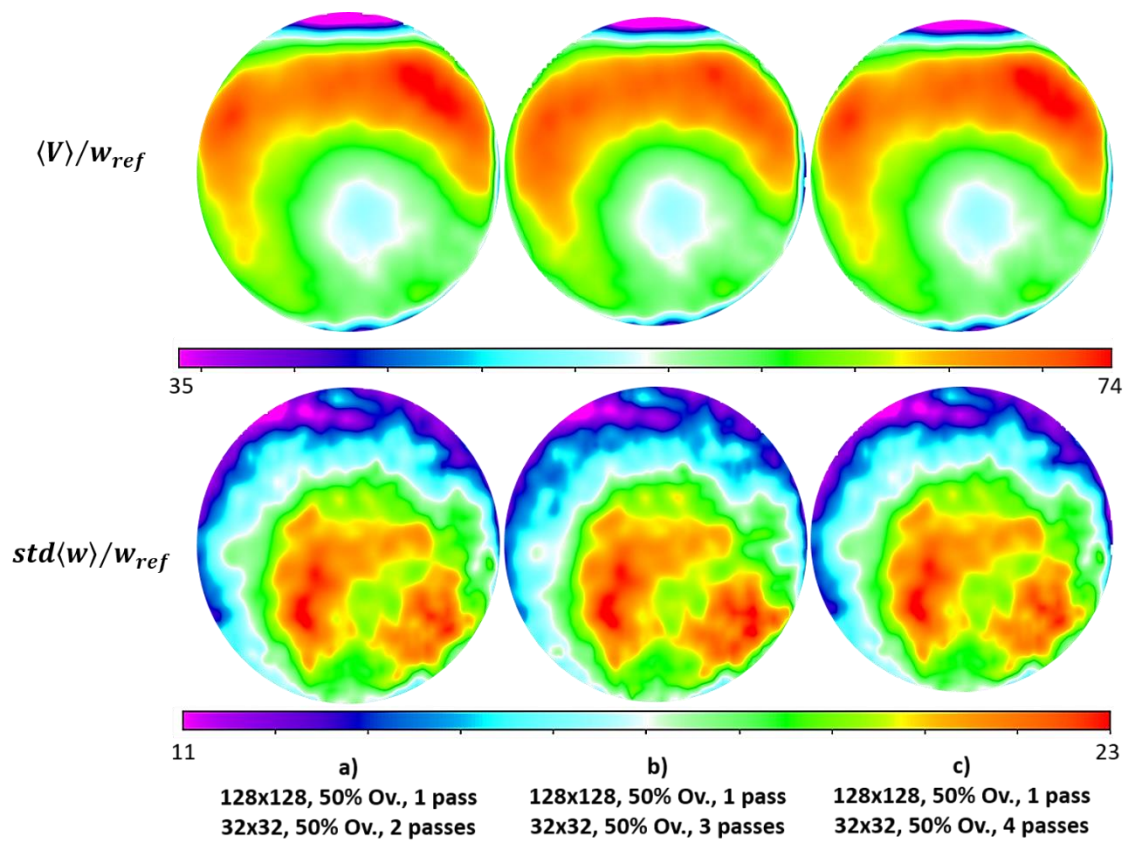 ⟨V⟩/w_ref
35 74
std⟨w⟩/w_ref
11 23
a) b) c)
128x128, 50% Ov., 1 pass 128x128, 50% Ov., 1 pass 128x128, 50% Ov., 1 pass
32x32, 50% Ov., 2 passes 32x32, 50% Ov., 3 passes 32x32, 50% Ov., 4 passes